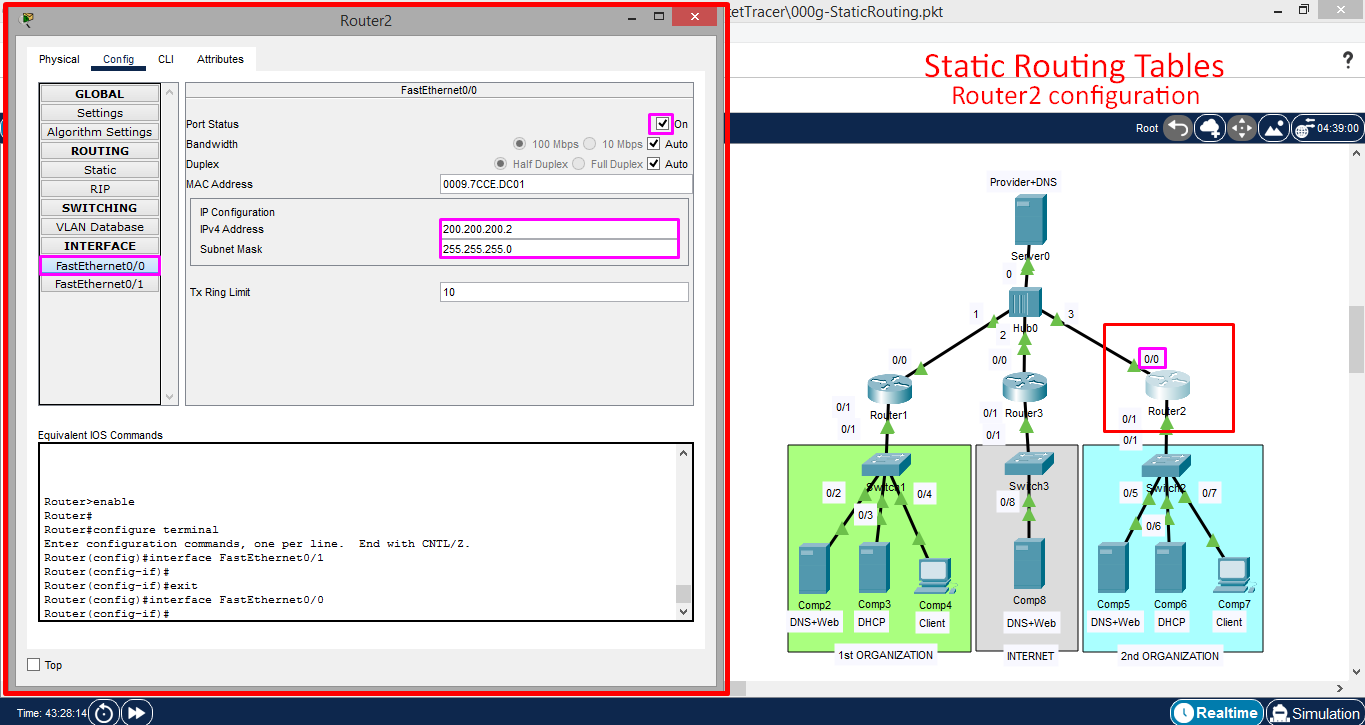 Router2
etTracer\000g-StaticRouting.pkt
Physical Config CLI Attributes
GLOBAL
Settings
Algorithm Settings
ROUTING
Static
RIP
SWITCHING
VLAN Database
INTERFACE
FastEthernet0/0
FastEthernet0/1
FastEthernet0/0
Port Status On
Bandwidth 100 Mbps 10 Mbps Auto
Duplex Half Duplex Full Duplex Auto
MAC Address 0009.7CCE.DC01
IP Configuration
IPv4 Address 200.200.200.2
Subnet Mask 255.255.255.0
Tx Ring Limit 10
Equivalent IOS Commands
Router>enable
Router#
Router#configure terminal
Enter configuration commands, one per line. End with CNTL/Z.
Router(config)#interface FastEthernet0/1
Router(config-if)#
Router(config-if)#exit
Router(config)#interface FastEthernet0/0
Router(config-if)#
Top
Static Routing Tables
Router2 configuration
?
Root 04:39:00
Provider+DNS
Server0
0
Hub0
1 2 3
0/0 0/0 0/0
Router1 Router3 Router2
0/1 0/1 0/1
0/1 0/1 0/1
Switch1 Switch3 Switch2
0/2 0/3 0/4 0/8 0/5 0/6 0/7
Comp2 Comp3 Comp4 Comp8 Comp5 Comp6 Comp7
DNS+Web DHCP Client DNS+Web DNS+Web DHCP Client
1st ORGANIZATION INTERNET 2nd ORGANIZATION
Time: 43:28:14 Realtime Simulation